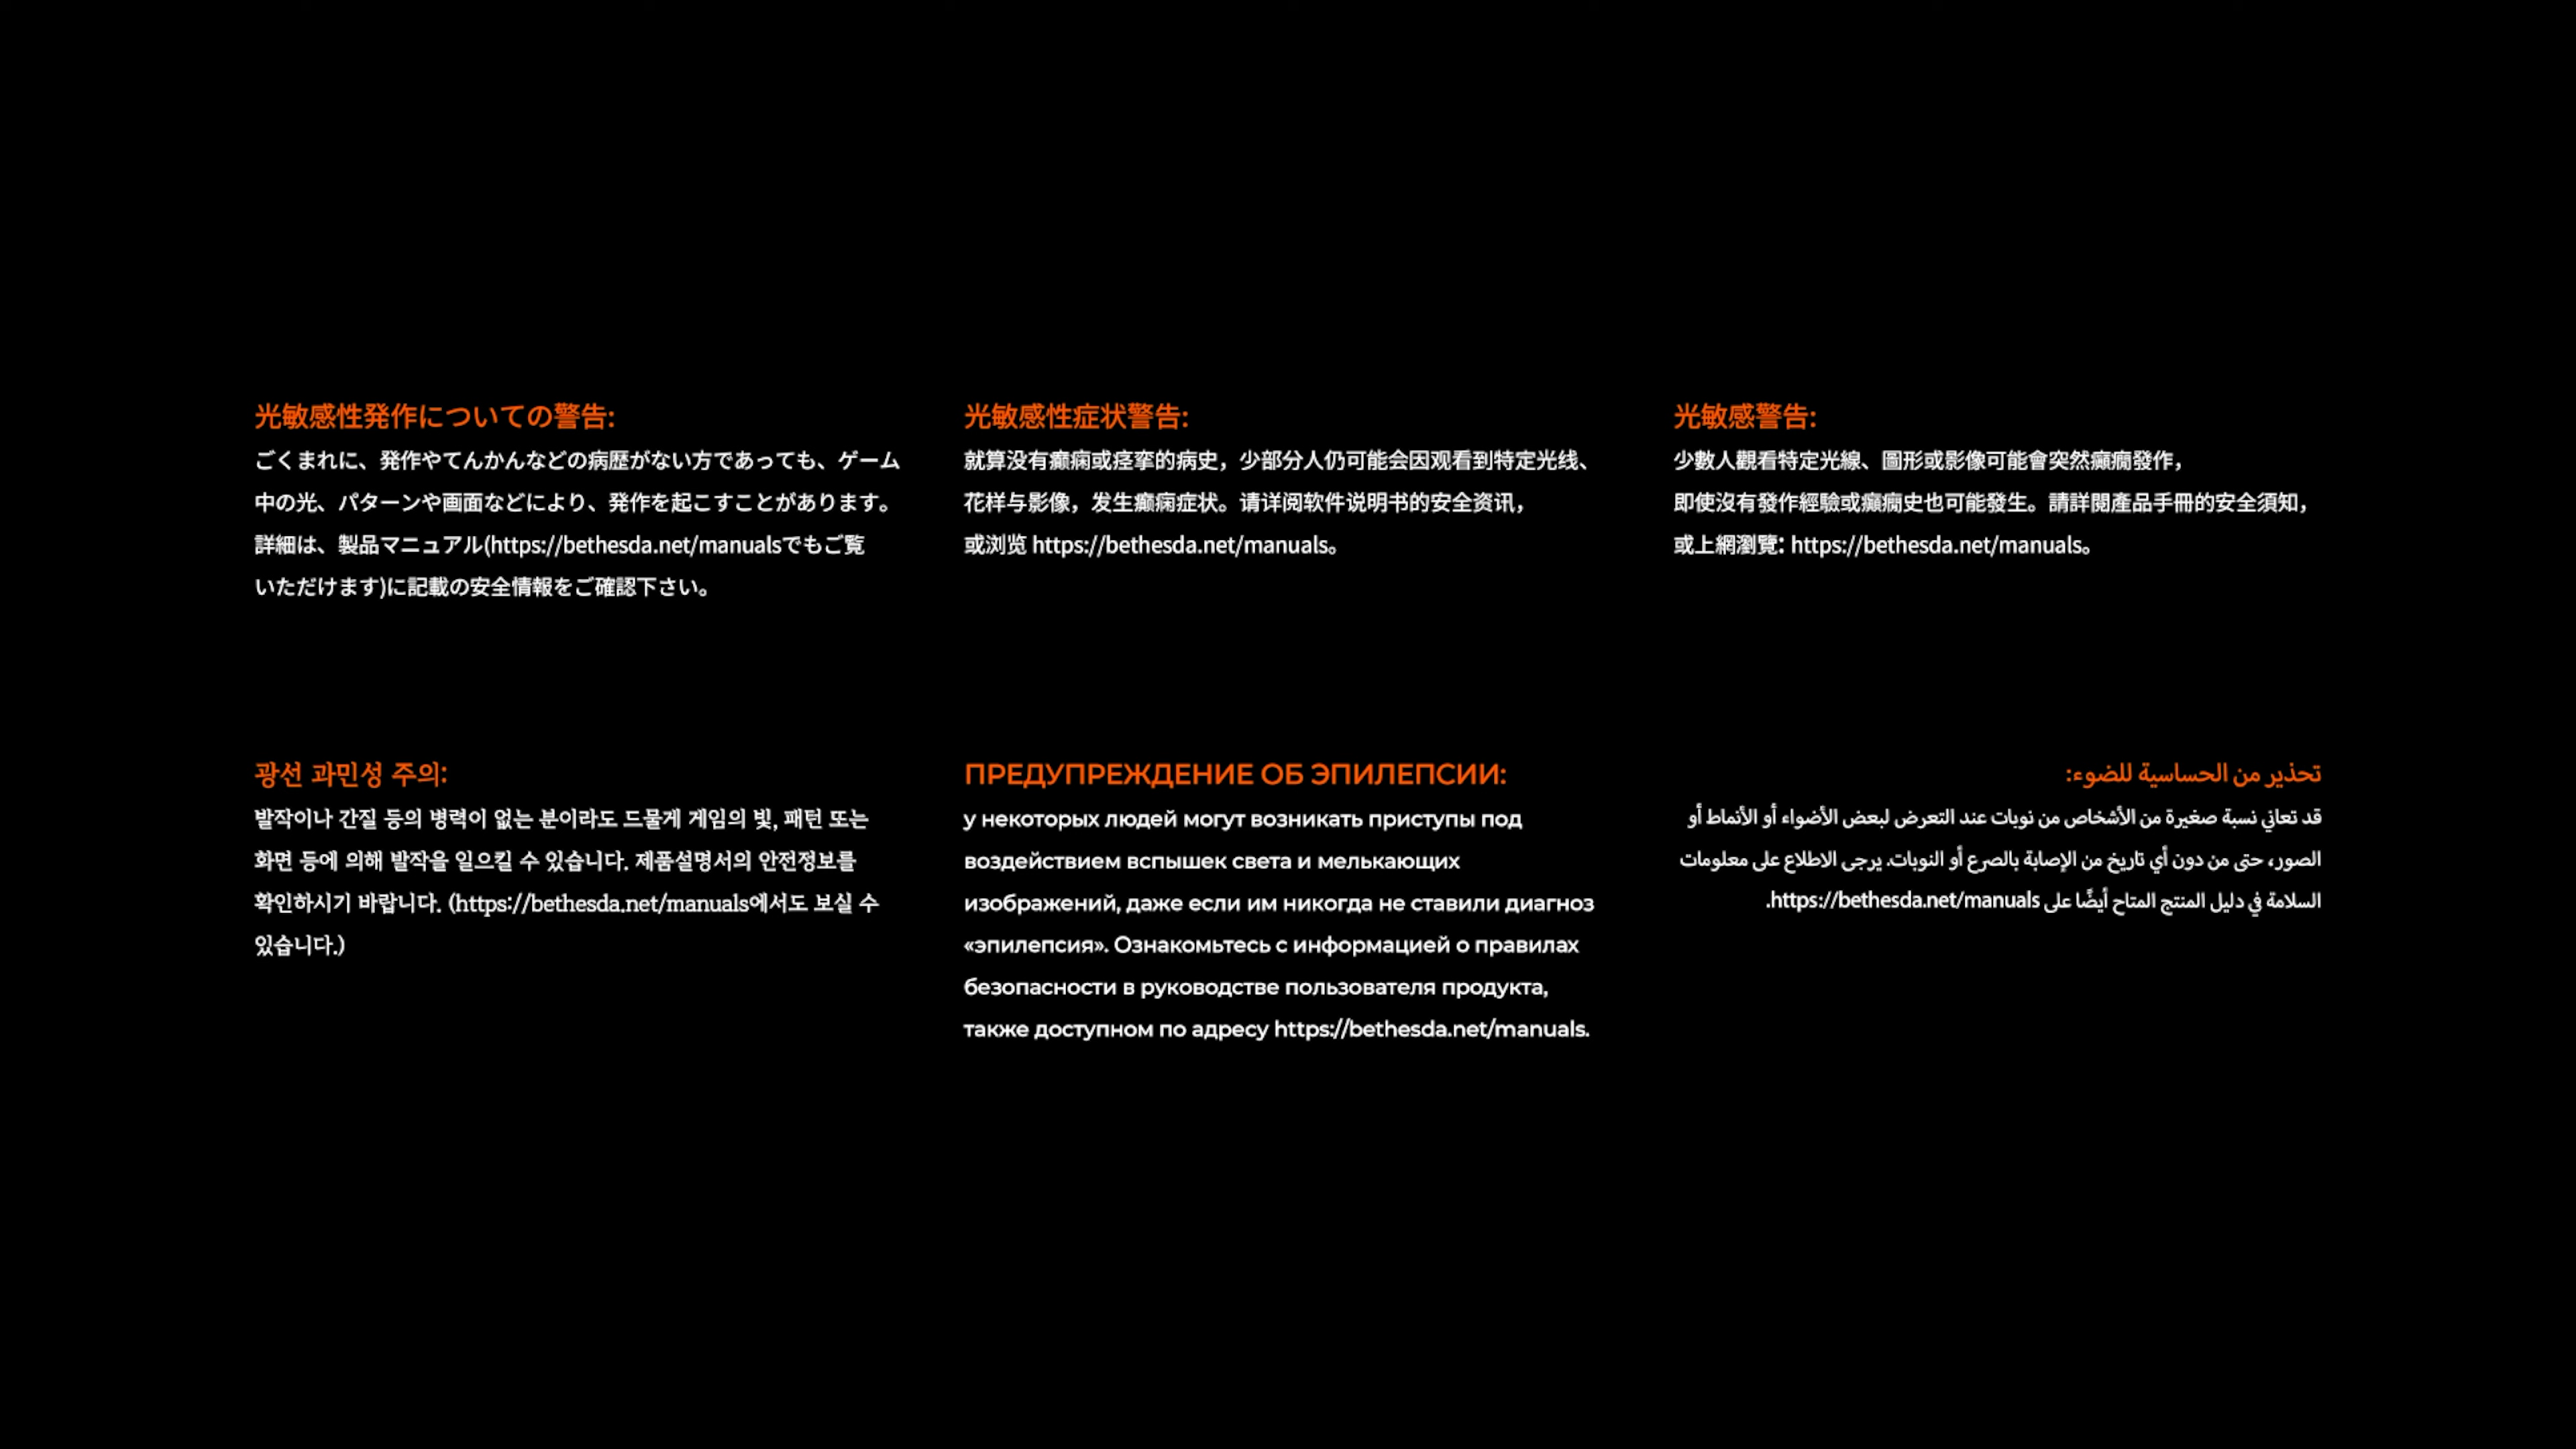 光敏感性発作についての警告:
ごくまれに、発作やてんかんなどの病歴がない方であっても、ゲーム
中の光、パターンや画面などにより、発作を起こすことがあります。
詳細は、製品マニュアル(https://bethesda.net/manualsでもご覧
いただけます)に記載の安全情報をご確認下さい。
光敏感性症状警告:
就算没有癫痫或痉挛的病史，少部分人仍可能会因观看到特定光线、
花样与影像，发生癫痫症状。请详阅软件说明书的安全资讯，
或浏览 https://bethesda.net/manuals。
光敏感警告:
少數人觀看特定光線、圖形或影像可能會突然癲癇發作，
即使沒有發作經驗或癲癇史也可能發生。請詳閱產品手冊的安全須知，
或上網瀏覽: https://bethesda.net/manuals。
광선 과민성 주의:
발작이나 간질 등의 병력이 없는 분이라도 드물게 게임의 빛, 패턴 또는
화면 등에 의해 발작을 일으킬 수 있습니다. 제품설명서의 안전정보를
확인하시기 바랍니다. (https://bethesda.net/manuals에서도 보실 수
있습니다.)
ПРЕДУПРЕЖДЕНИЕ ОБ ЭПИЛЕПСИИ:
у некоторых людей могут возникать приступы под
воздействием вспышек света и мелькающих
изображений, даже если им никогда не ставили диагноз
«эпилепсия». Ознакомьтесь с информацией о правилах
безопасности в руководстве пользователя продукта,
также доступном по адресу https://bethesda.net/manuals.
تحذير من الحساسية للضوء:
قد تعاني نسبة صغيرة من الأشخاص من نوبات عند التعرض لبعض الأضواء أو الأنماط أو
الصور، حتى من دون أي تاريخ من الإصابة بالصرع أو النوبات. يرجى الاطلاع على معلومات
السلامة في دليل المنتج المتاح أيضًا على https://bethesda.net/manuals.